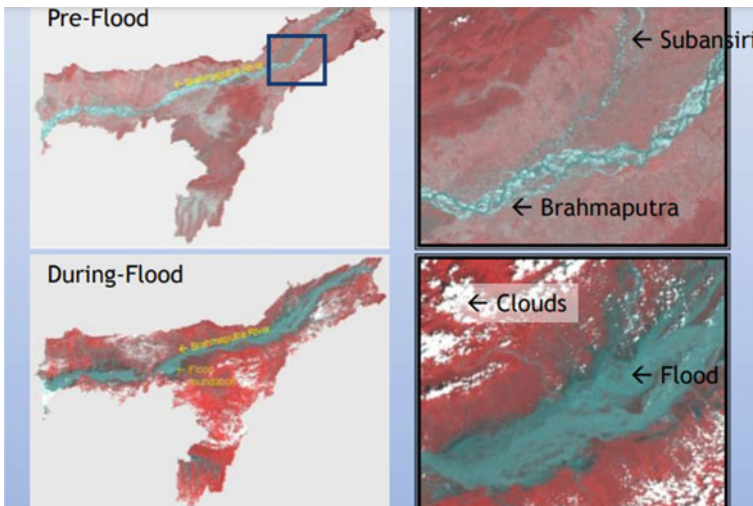 Pre-Flood
← Brahmaputra River
← Subansiri
← Brahmaputra
During-Flood
← Brahmaputra River
← Flood
Inundation
← Clouds
← Flood